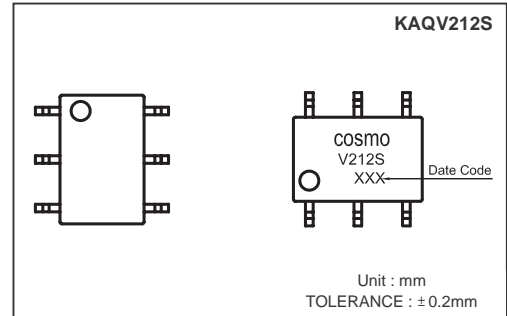 KAQV212S
cosmo
V212S
XXX
Date Code
Unit : mm
TOLERANCE : ±0.2mm